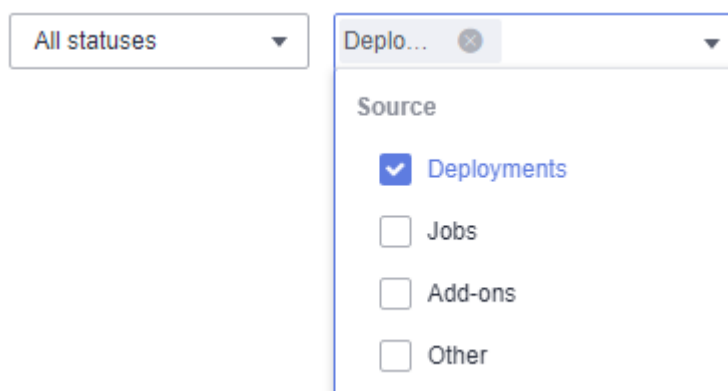 All statuses
Deplo...
Source
Deployments
Jobs
Add-ons
Other